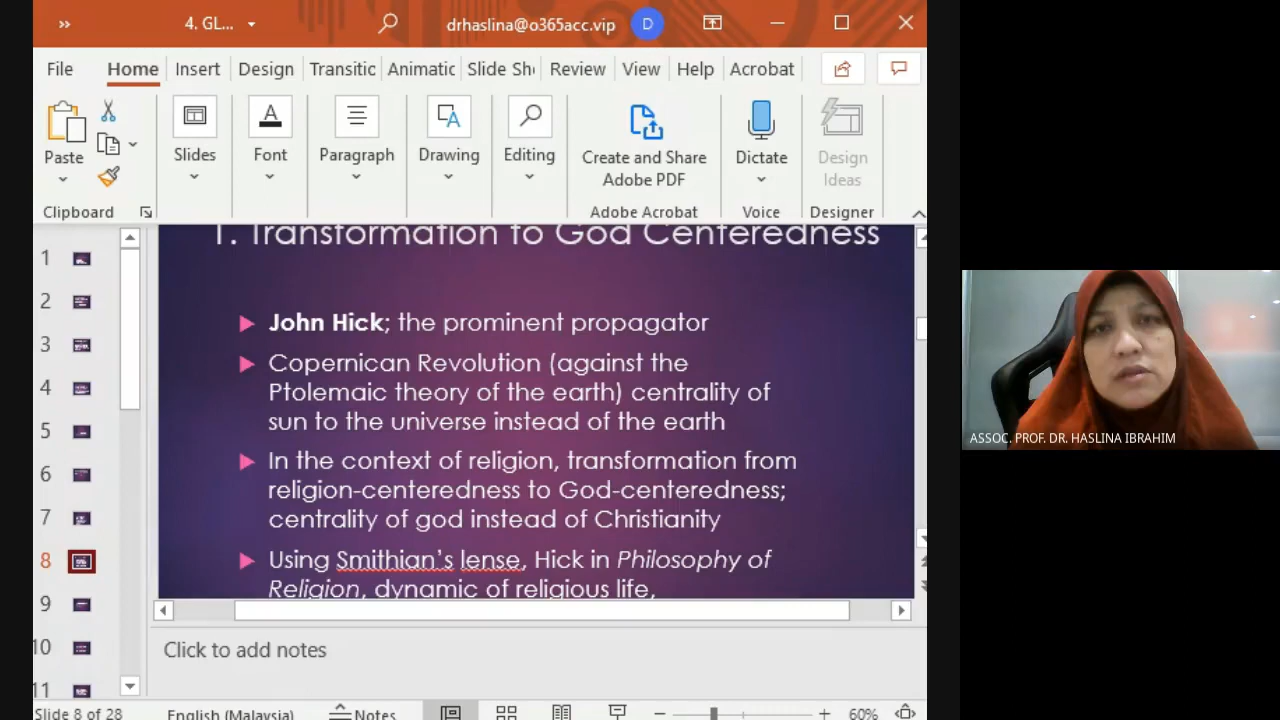 » 4. GL... drhaslina@o365acc.vip D
File Home Insert Design Transitic Animatic Slide Sh Review View Help Acrobat
Paste Slides Font Paragraph Drawing Editing Create and Share Adobe PDF Dictate Design Ideas
Clipboard Adobe Acrobat Voice Designer
1. Transformation to God Centeredness
John Hick; the prominent propagator
Copernican Revolution (against the
Ptolemaic theory of the earth) centrality of
sun to the universe instead of the earth
In the context of religion, transformation from
religion-centeredness to God-centeredness;
centrality of god instead of Christianity
Using Smithian's lense, Hick in Philosophy of
Religion, dynamic of religious life,
1
2
3
4
5
6
7
8
9
10
11
Click to add notes
Slide 8 of 28 English (Malaysia) Notes 60%
ASSOC. PROF. DR. HASLINA IBRAHIM